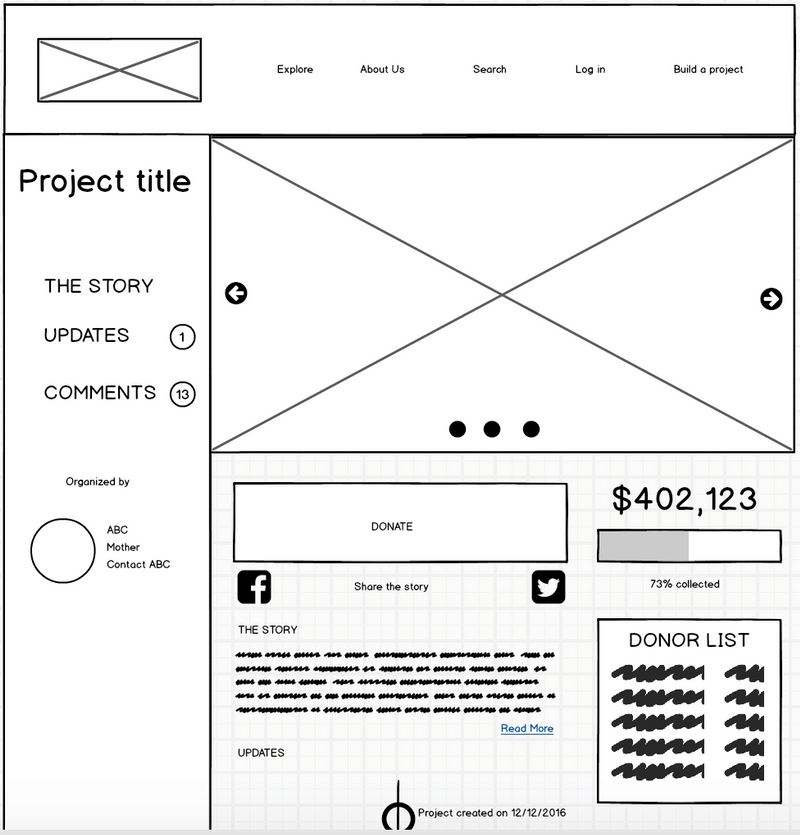 Explore About Us Search Log in Build a project
Project title
THE STORY
UPDATES 1
COMMENTS 13
Organized by
ABC
Mother
Contact ABC
DONATE
Share the story
THE STORY
Read More
UPDATES
Project created on 12/12/2016
$402,123
73% collected
DONOR LIST